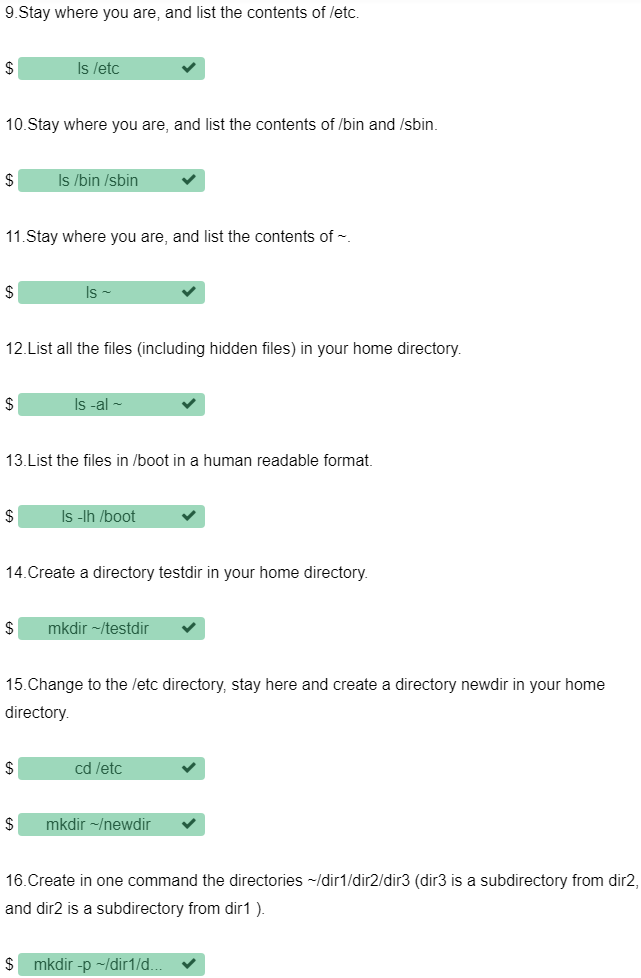 9.Stay where you are, and list the contents of /etc.
$ ls /etc ✔
10.Stay where you are, and list the contents of /bin and /sbin.
$ ls /bin /sbin ✔
11.Stay where you are, and list the contents of ~.
$ ls ~ ✔
12.List all the files (including hidden files) in your home directory.
$ ls -al ~ ✔
13.List the files in /boot in a human readable format.
$ ls -lh /boot ✔
14.Create a directory testdir in your home directory.
$ mkdir ~/testdir ✔
15.Change to the /etc directory, stay here and create a directory newdir in your home
directory.
$ cd /etc ✔
$ mkdir ~/newdir ✔
16.Create in one command the directories ~/dir1/dir2/dir3 (dir3 is a subdirectory from dir2,
and dir2 is a subdirectory from dir1 ).
$ mkdir -p ~/dir1/d... ✔